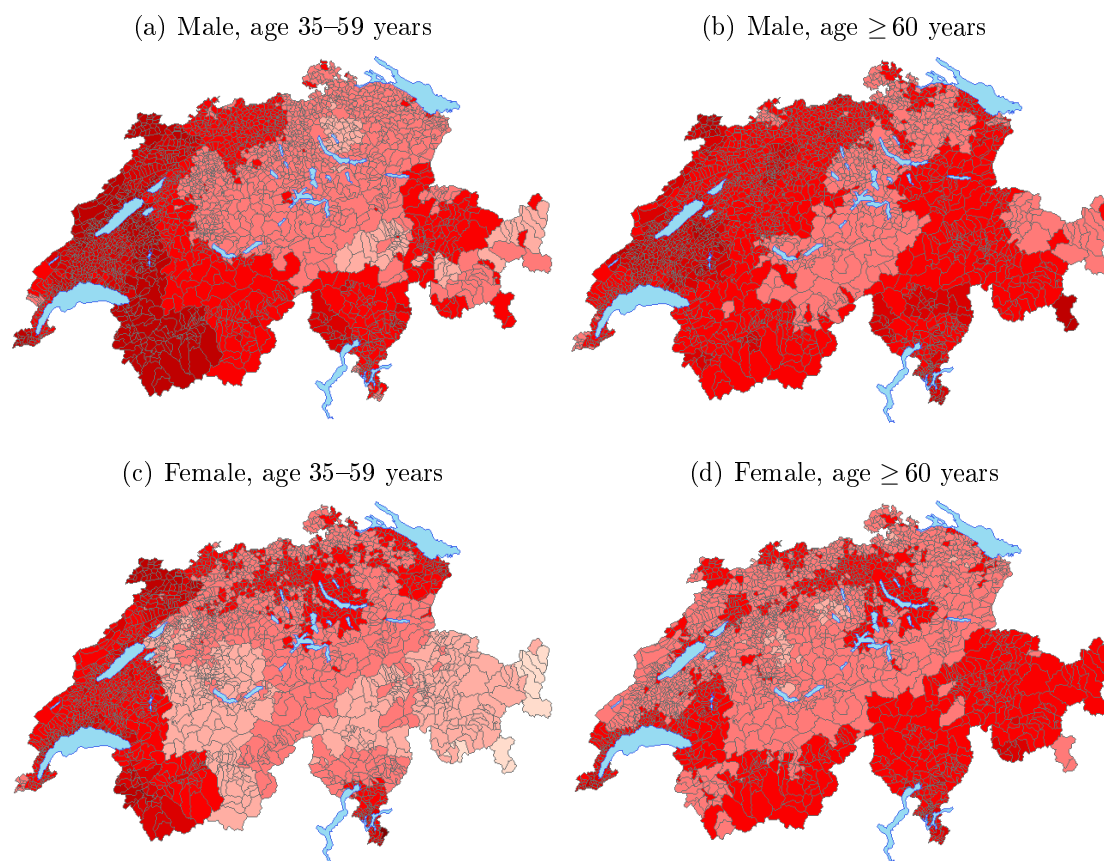 (a) Male, age 35–59 years
(b) Male, age ≥ 60 years
(c) Female, age 35–59 years
(d) Female, age ≥ 60 years